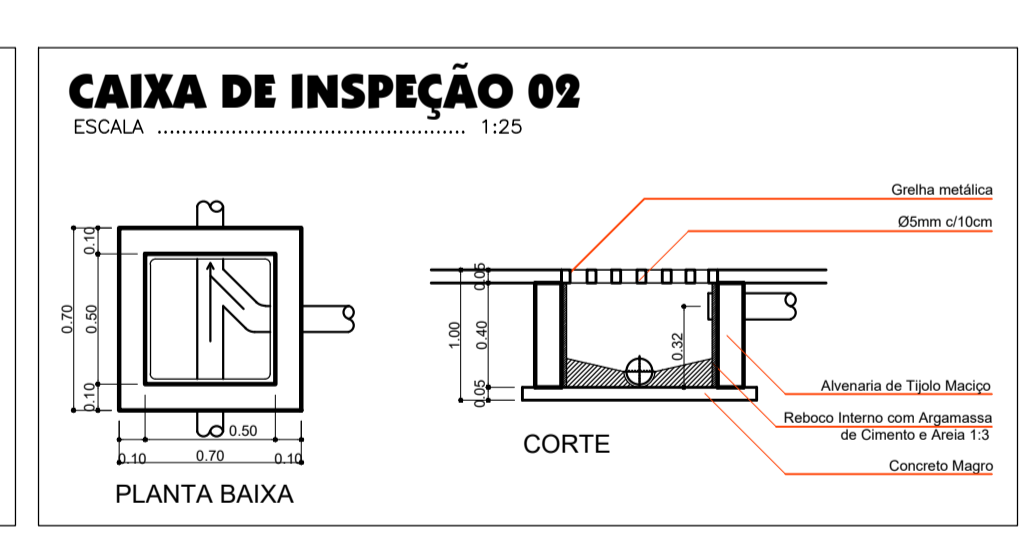 CAIXA DE INSPEÇÃO 02
ESCALA .................................................. 1:25
Grelha metálica
Ø5mm c/10cm
0.10
0.70
0.50
0.10
0.50
0.10
0.70
0.10
PLANTA BAIXA
0.05
1.00
0.40
0.32
0.05
CORTE
Alvenaria de Tijolo Maciço
Reboco Interno com Argamassa
de Cimento e Areia 1:3
Concreto Magro